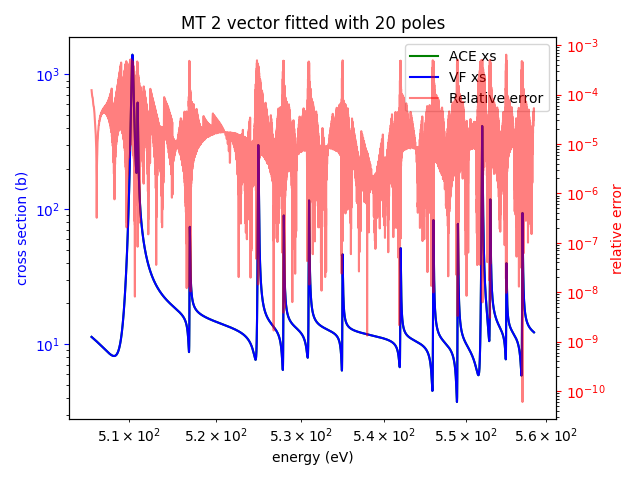 MT 2 vector fitted with 20 poles
ACE xs
VF xs
Relative error
10³
10²
10¹
cross section (b)
10⁻³
10⁻⁴
10⁻⁵
10⁻⁶
10⁻⁷
10⁻⁸
10⁻⁹
10⁻¹⁰
relative error
5.1 × 10² 5.2 × 10² 5.3 × 10² 5.4 × 10² 5.5 × 10² 5.6 × 10²
energy (eV)